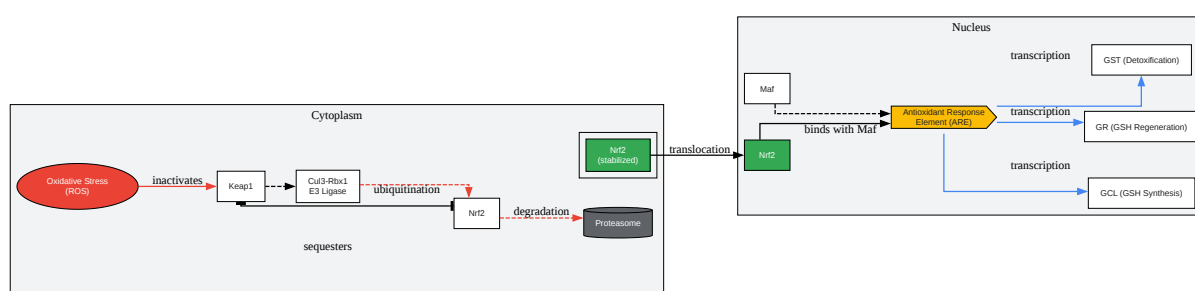 Nucleus
transcription
GST (Detoxification)
Maf
Cytoplasm
Antioxidant Response
Element (ARE)
transcription
GR (GSH Regeneration)
binds with Maf
Nrf2
(stabilized)
translocation
Nrf2
transcription
Oxidative Stress
(ROS)
inactivates
Keap1
Cul3-Rbx1
E3 Ligase
ubiquitination
Nrf2
degradation
Proteasome
GCL (GSH Synthesis)
sequesters